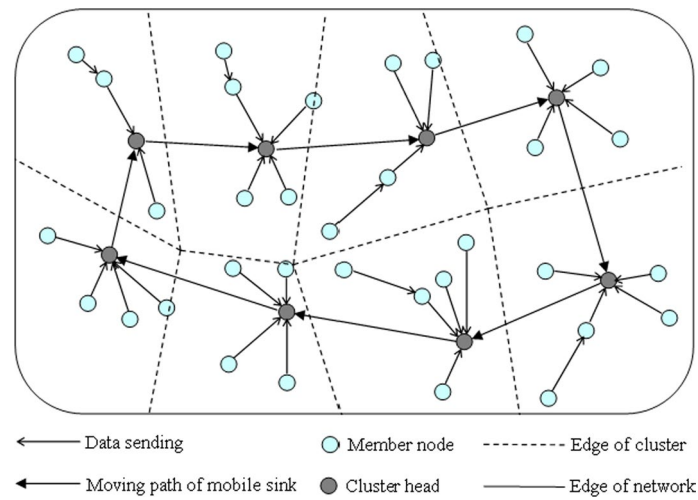 Data sending
Member node
Edge of cluster
Moving path of mobile sink
Cluster head
Edge of network